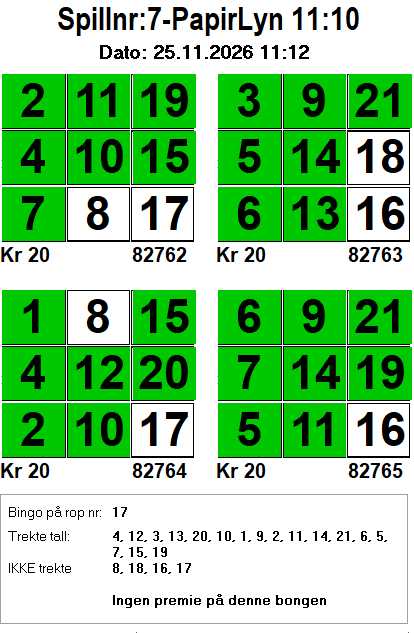 Spillnr:7-PapirLyn 11:10
Dato: 25.11.2026 11:12
2 11 19
4 10 15
7 8 17
Kr 20 82762
3 9 21
5 14 18
6 13 16
Kr 20 82763
1 8 15
4 12 20
2 10 17
Kr 20 82764
6 9 21
7 14 19
5 11 16
Kr 20 82765
Bingo på rop nr: 17
Trekte tall: 4, 12, 3, 13, 20, 10, 1, 9, 2, 11, 14, 21, 6, 5,
7, 15, 19
IKKE trekte 8, 18, 16, 17
Ingen premie på denne bongen